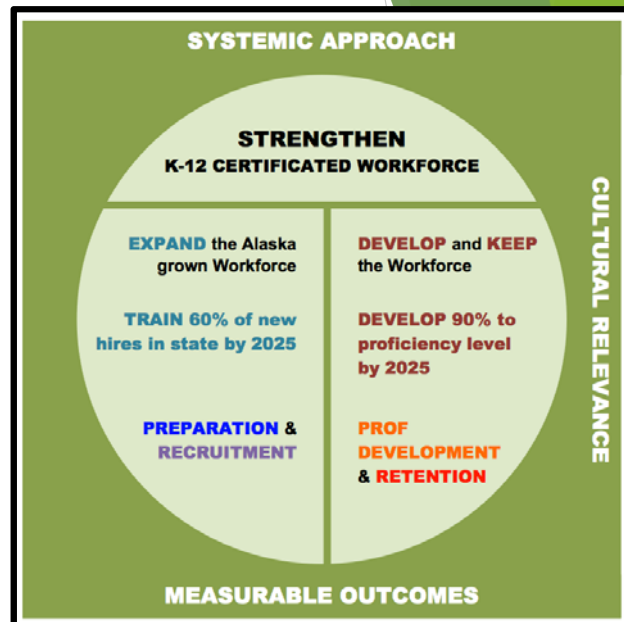 SYSTEMIC APPROACH
STRENGTHEN
K-12 CERTIFICATED WORKFORCE
EXPAND the Alaska
grown Workforce
TRAIN 60% of new
hires in state by 2025
PREPARATION &
RECRUITMENT
DEVELOP and KEEP
the Workforce
DEVELOP 90% to
proficiency level
by 2025
PROF
DEVELOPMENT
& RETENTION
CULTURAL RELEVANCE
MEASURABLE OUTCOMES